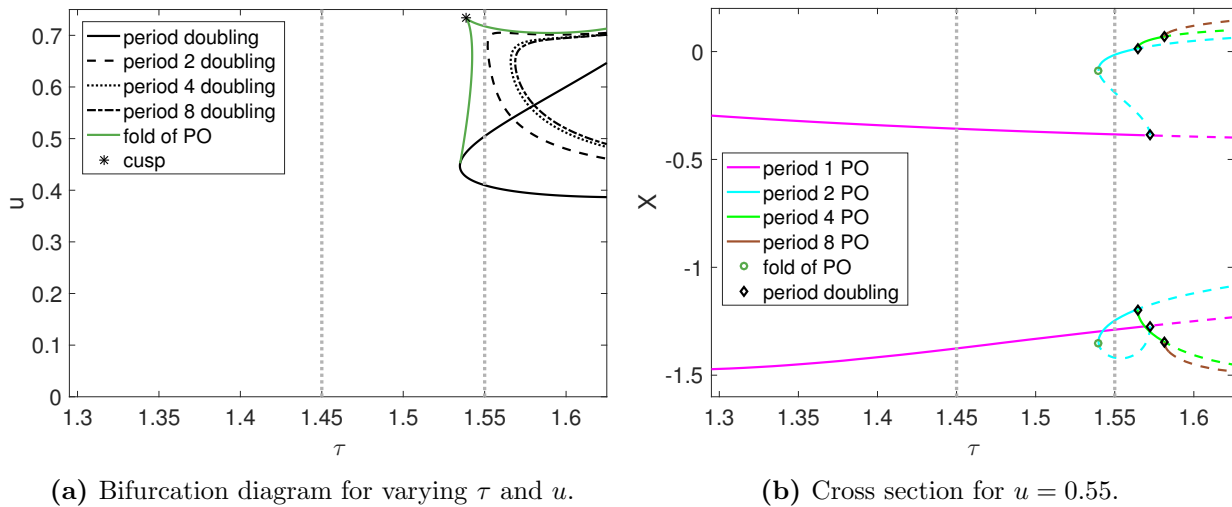 0.7
0.6
0.5
0.4
0.3
0.2
0.1
0
u
period doubling
period 2 doubling
period 4 doubling
period 8 doubling
fold of PO
cusp
1.3 1.35 1.4 1.45 1.5 1.55 1.6
τ
(a) Bifurcation diagram for varying τ and u.
0
-0.5
-1
-1.5
X
period 1 PO
period 2 PO
period 4 PO
period 8 PO
fold of PO
period doubling
1.3 1.35 1.4 1.45 1.5 1.55 1.6
τ
(b) Cross section for u = 0.55.